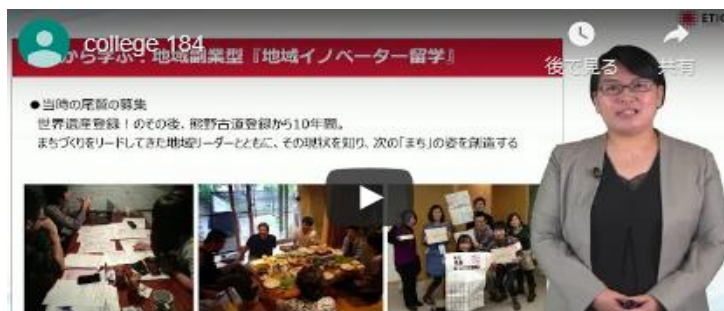 ETIC
college 184
から学ぶ：地域副業型『地域イノベーター留学』
後で見る
共有
●当時の尾鷲の募集
世界遺産登録！のその後、熊野古道登録から10年間。
まちづくりをリードしてきた地域リーダーとともに、その現状を知り、次の「まち」の姿を創造する